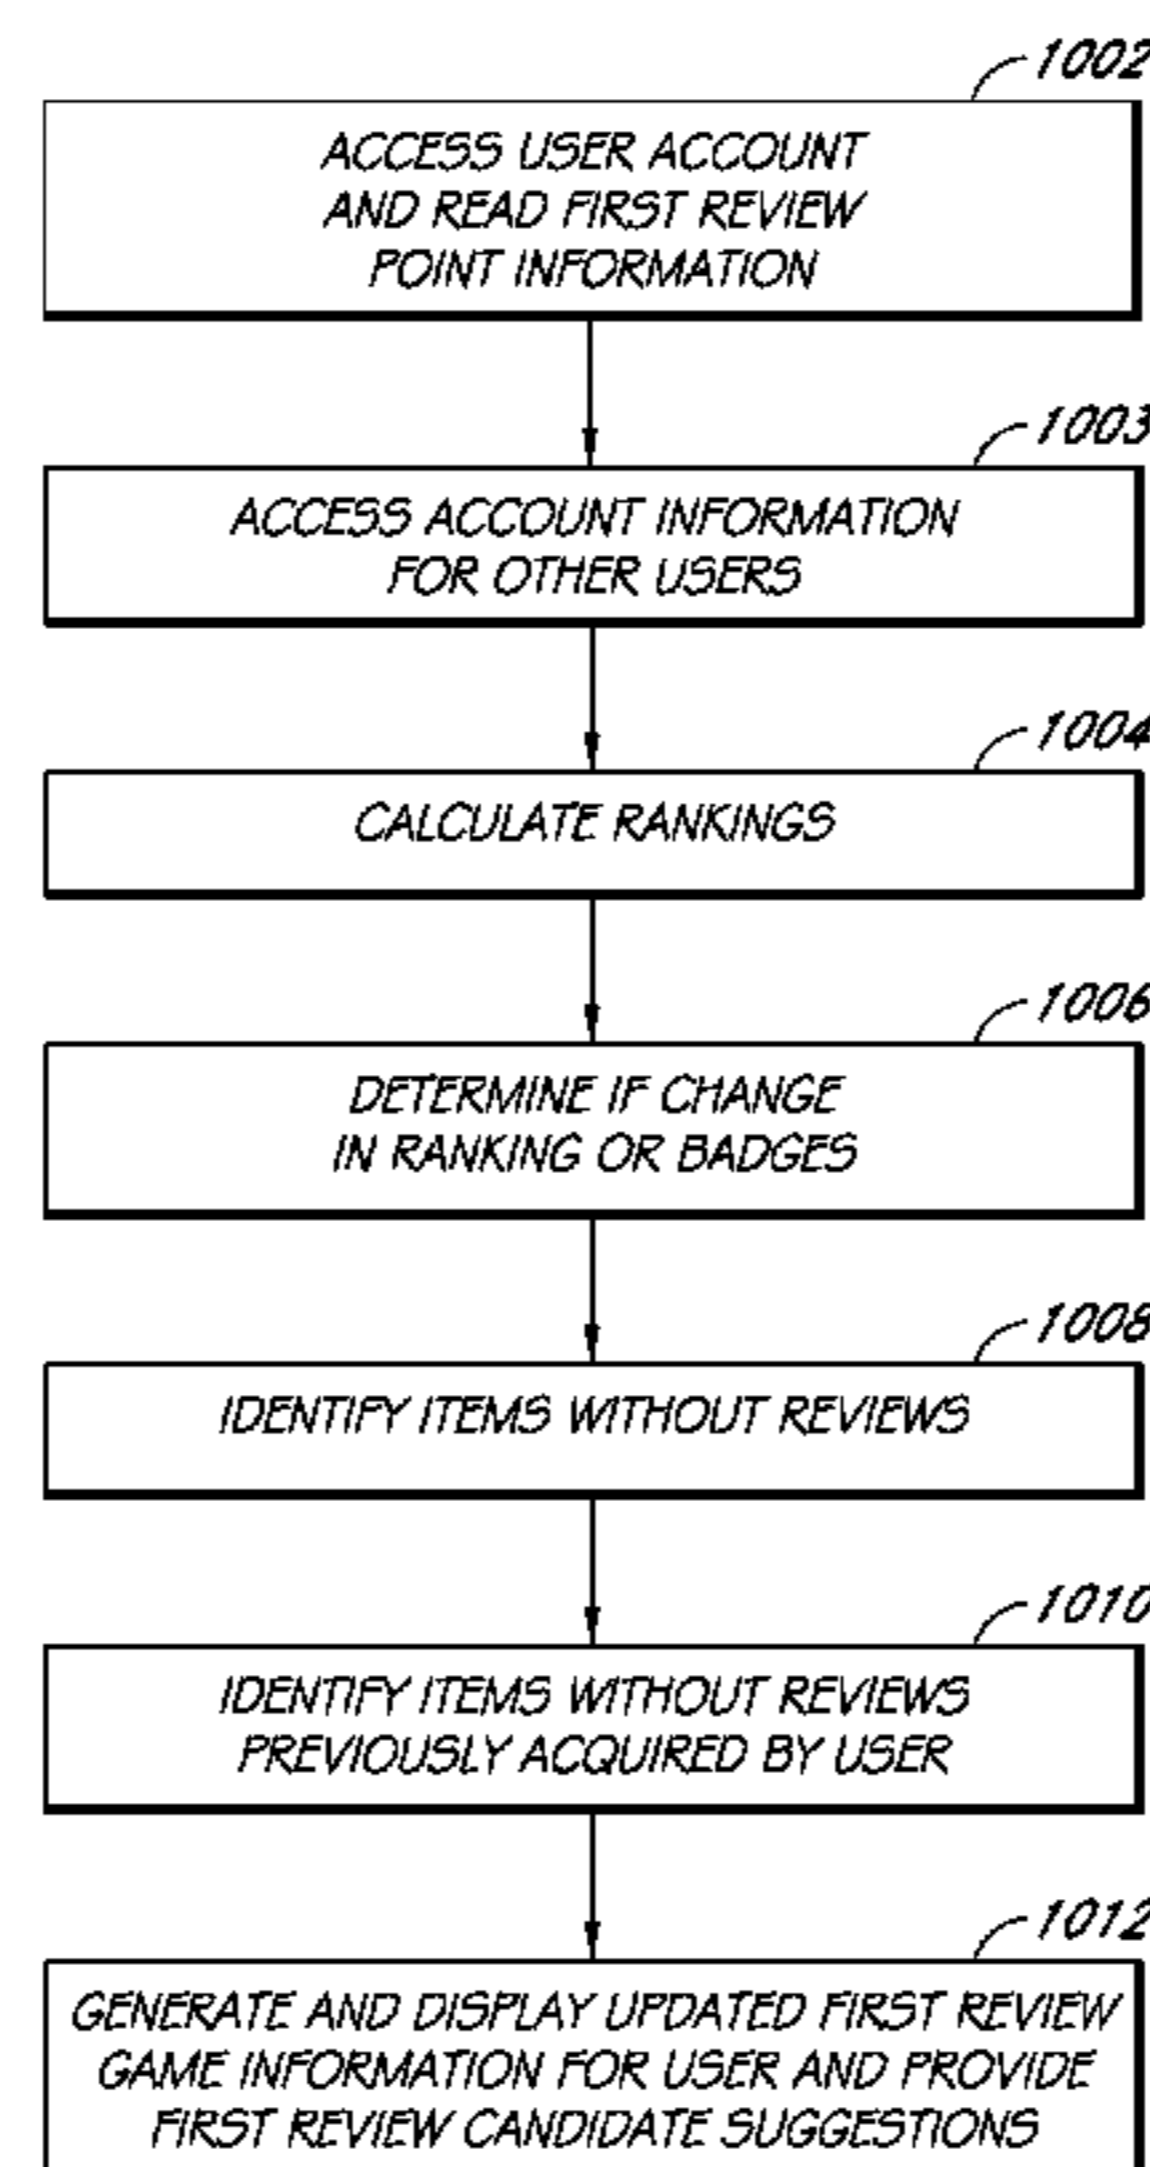 1002
ACCESS USER ACCOUNT
AND READ FIRST REVIEW
POINT INFORMATION
1003
ACCESS ACCOUNT INFORMATION
FOR OTHER USERS
1004
CALCULATE RANKINGS
1006
DETERMINE IF CHANGE
IN RANKING OR BADGES
1008
IDENTIFY ITEMS WITHOUT REVIEWS
1010
IDENTIFY ITEMS WITHOUT REVIEWS
PREVIOUSLY ACQUIRED BY USER
1012
GENERATE AND DISPLAY UPDATED FIRST REVIEW
GAME INFORMATION FOR USER AND PROVIDE
FIRST REVIEW CANDIDATE SUGGESTIONS